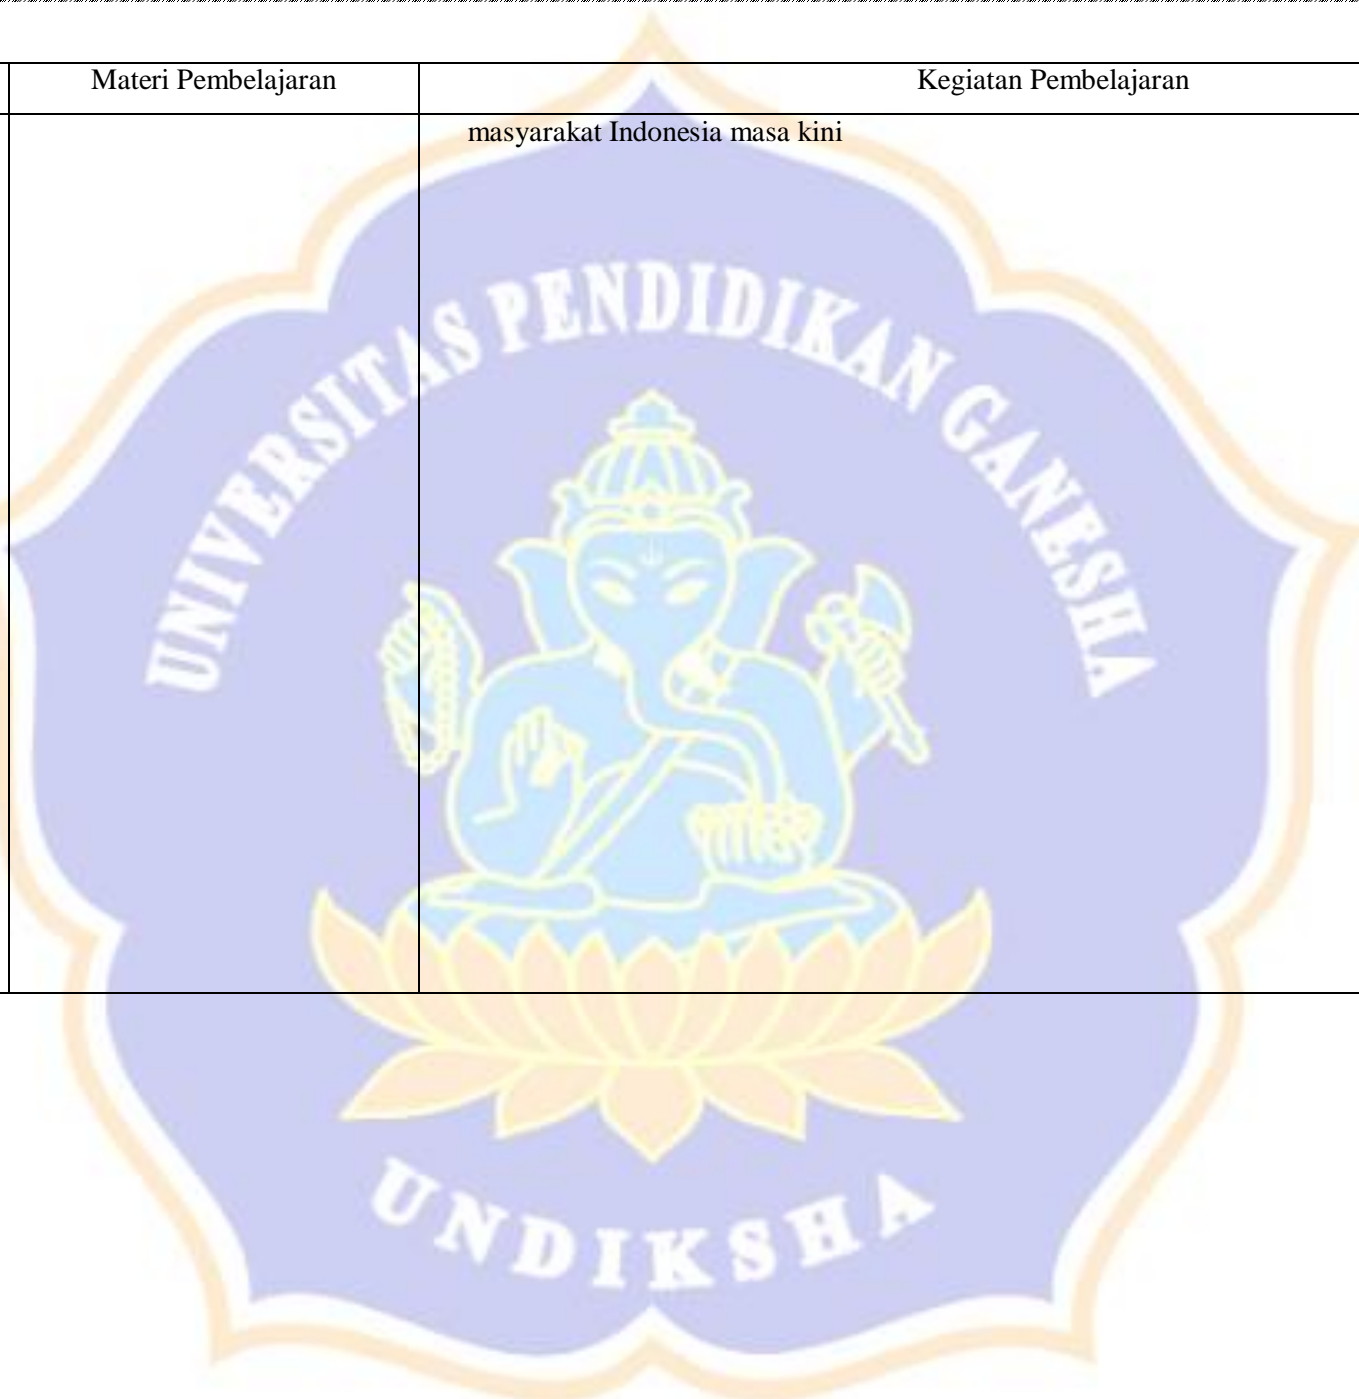 Materi Pembelajaran
Kegiatan Pembelajaran
masyarakat Indonesia masa kini
UNIVERSITAS PENDIDIKAN GANESHA
UNDIKSHA